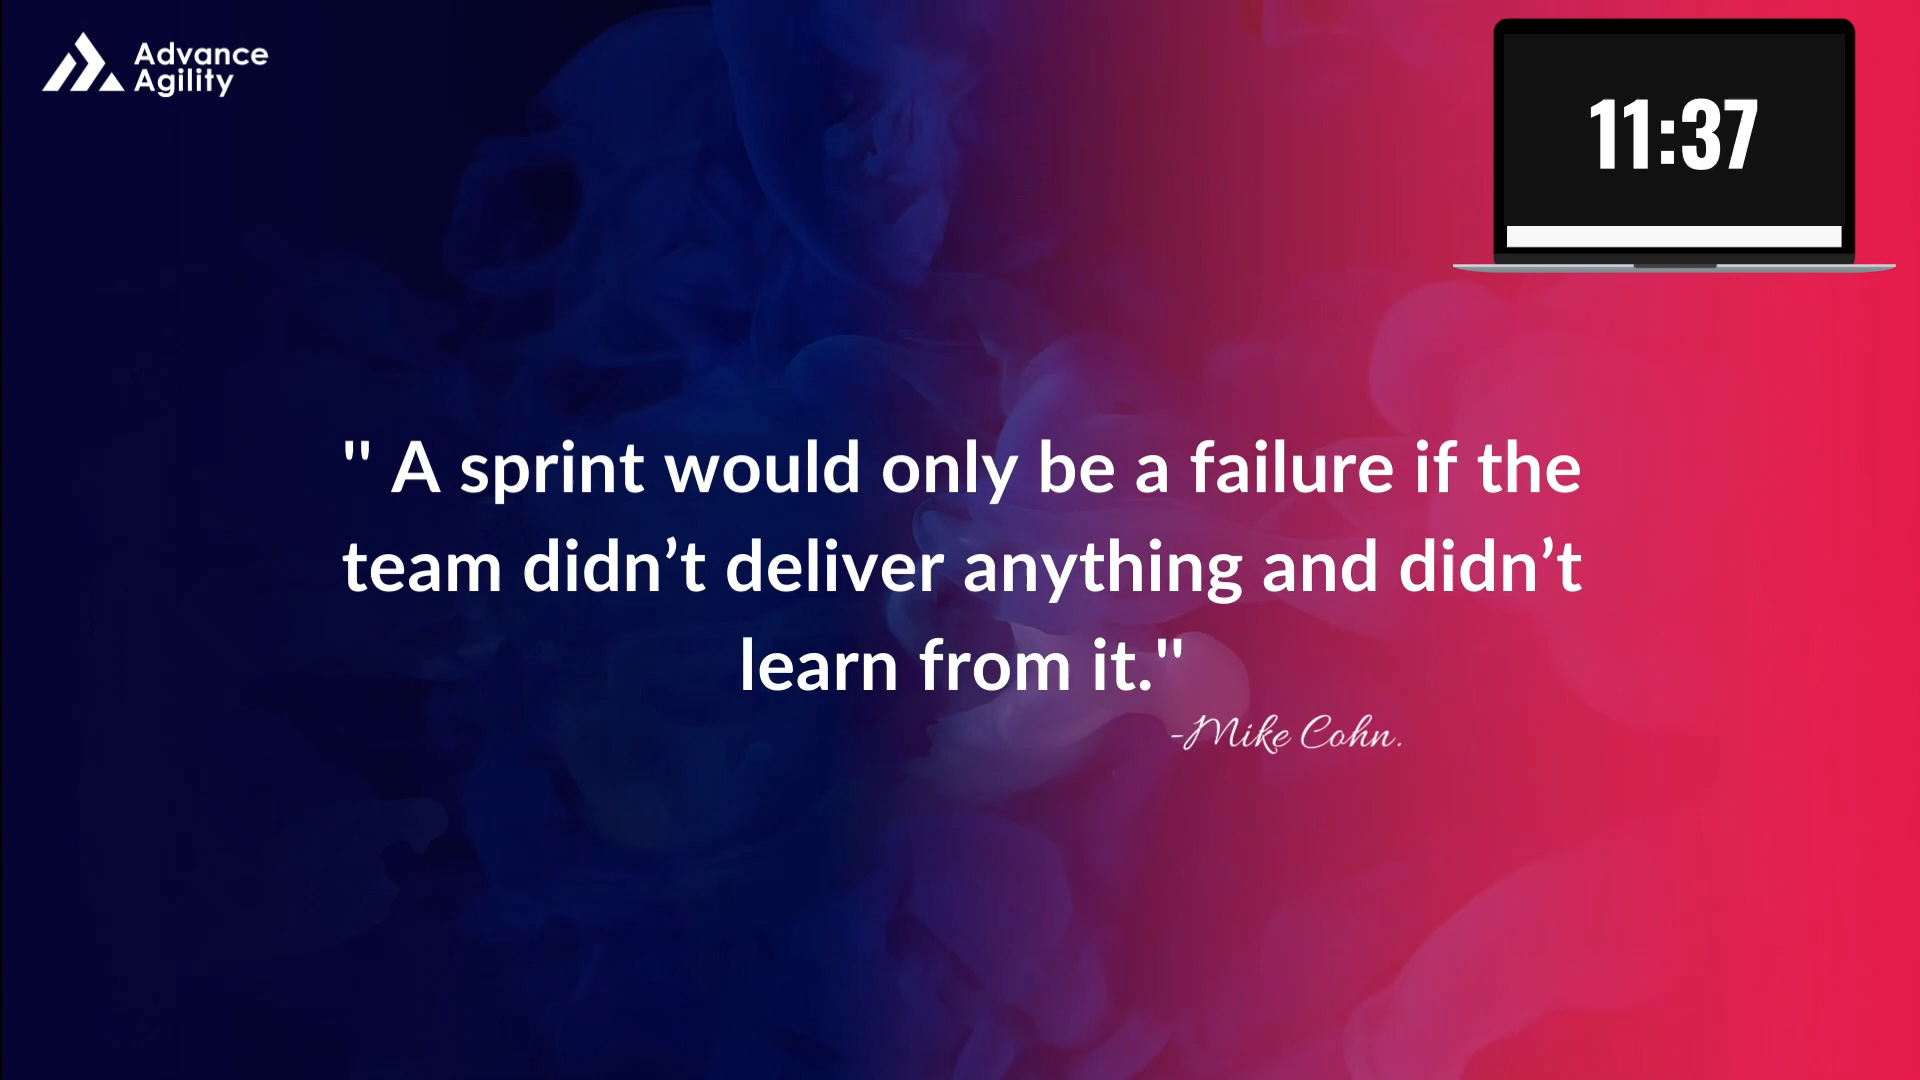 Advance
Agility
11:37
" A sprint would only be a failure if the
team didn’t deliver anything and didn’t
learn from it."
-Mike Cohn.